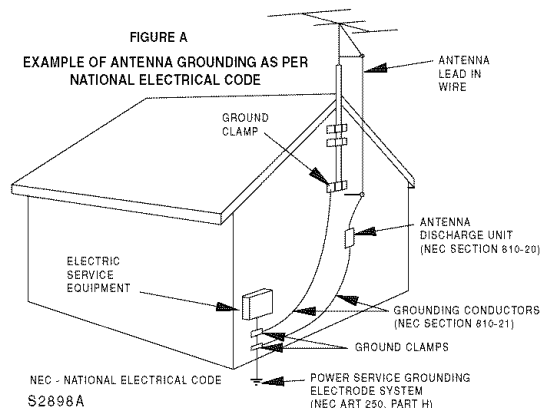 FIGURE A
EXAMPLE OF ANTENNA GROUNDING AS PER
NATIONAL ELECTRICAL CODE
ANTENNA
LEAD IN
WIRE
GROUND
CLAMP
ANTENNA
DISCHARGE UNIT
(NEC SECTION 810-20)
ELECTRIC
SERVICE
EQUIPMENT
GROUNDING CONDUCTORS
(NEC SECTION 810-21)
GROUND CLAMPS
NEC - NATIONAL ELECTRICAL CODE
S2898A
POWER SERVICE GROUNDING
ELECTRODE SYSTEM
(NEC ART 250, PART H)